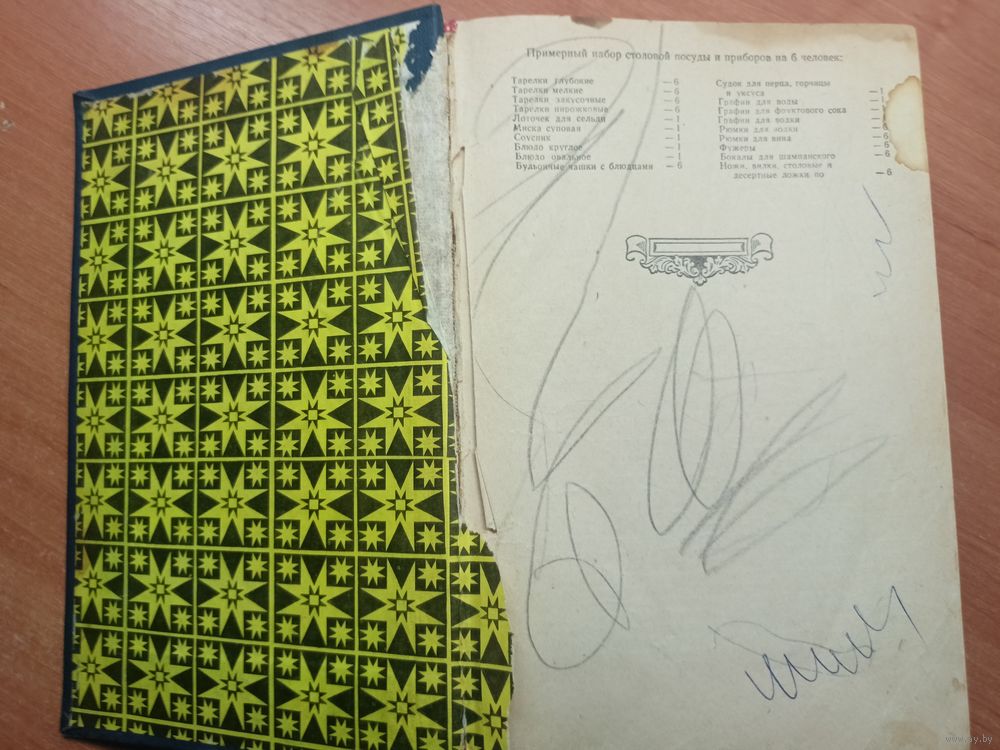 Примерный набор столовой посуды и приборов на 6 человек:
Тарелки глубокие — 6
Тарелки мелкие — 6
Тарелки закусочные — 6
Тарелки пирожковые — 6
Лоточек для сельди — 1
Миска суповая — 1
Соусник — 1
Блюдо круглое — 1
Блюдо овальное — 1
Бульонные чашки с блюдцами — 6
Судок для перца, горчицы
и уксуса — 1
Графин для воды
Графин для фруктового сока
Графин для водки
Рюмки для водки — 6
Рюмки для вина — 6
Фужеры — 6
Бокалы для шампанского — 6
Ножи, вилки, столовые и
десертные ложки по — 6
www.ay.by